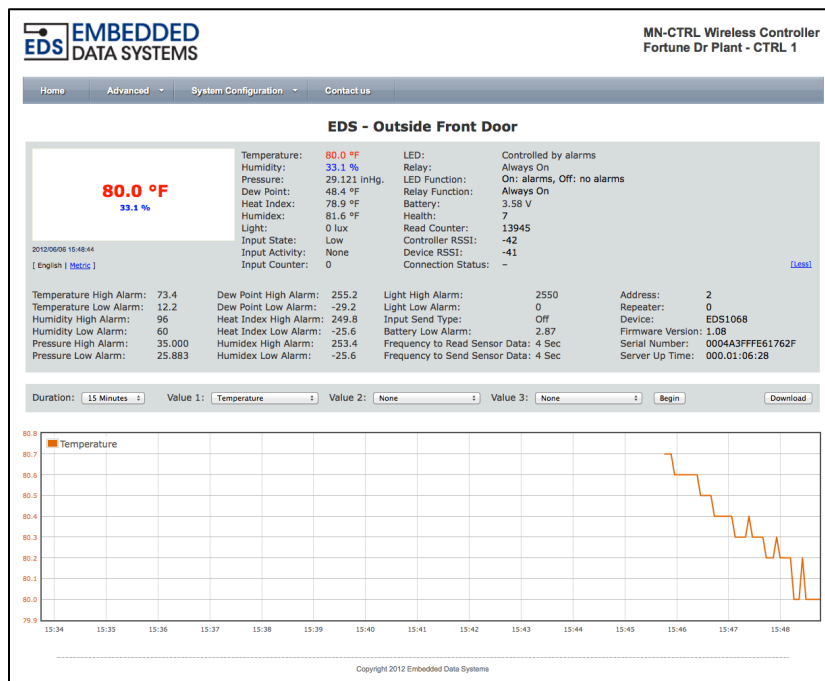 EDS EMBEDDED DATA SYSTEMS
MN-CTRL Wireless Controller
Fortune Dr Plant - CTRL 1
Home Advanced System Configuration Contact us
EDS - Outside Front Door
80.0 °F
33.1 %
2012/06/06 15:48:44
[ English | Metric ]
Temperature: 80.0 °F LED: Controlled by alarms
Humidity: 33.1 % Relay: Always On
Pressure: 29.121 inHg. LED Function: On: alarms, Off: no alarms
Dew Point: 48.4 °F Relay Function: Always On
Heat Index: 78.9 °F Battery: 3.58 V
Humidex: 81.6 °F Health: 7
Light: 0 lux Read Counter: 13945
Input State: Low Controller RSSI: -42
Input Activity: None Device RSSI: -41
Input Counter: 0 Connection Status: –
[Less]
Temperature High Alarm: 73.4 Dew Point High Alarm: 255.2 Light High Alarm: 2550 Address: 2
Temperature Low Alarm: 12.2 Dew Point Low Alarm: -29.2 Light Low Alarm: 0 Repeater: 0
Humidity High Alarm: 96 Heat Index High Alarm: 249.8 Input Send Type: Off Device: EDS1068
Humidity Low Alarm: 60 Heat Index Low Alarm: -25.6 Battery Low Alarm: 2.87 Firmware Version: 1.08
Pressure High Alarm: 35.000 Humidex High Alarm: 253.4 Frequency to Read Sensor Data: 4 Sec Serial Number: 0004A3FFFE61762F
Pressure Low Alarm: 25.883 Humidex Low Alarm: -25.6 Frequency to Send Sensor Data: 4 Sec Server Up Time: 000.01:06:28
Duration: 15 Minutes Value 1: Temperature Value 2: None Value 3: None Begin Download
Temperature
80.8
80.7
80.6
80.5
80.4
80.3
80.2
80.1
80.0
79.9
15:34 15:35 15:36 15:37 15:38 15:39 15:40 15:41 15:42 15:43 15:44 15:45 15:46 15:47 15:48
Copyright 2012 Embedded Data Systems